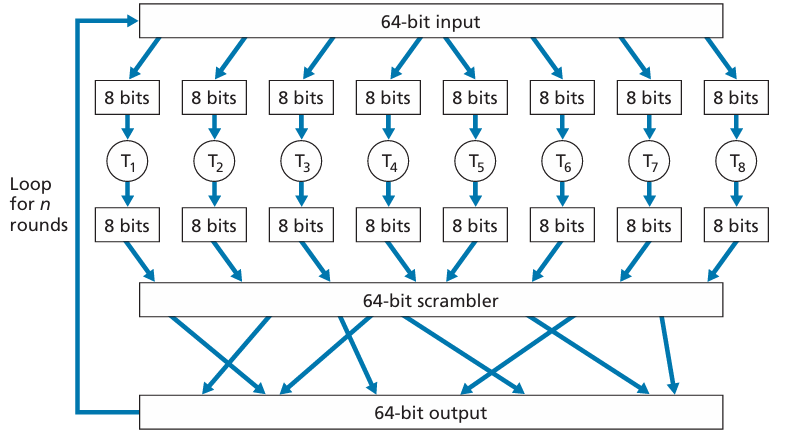 64-bit input
8 bits 8 bits 8 bits 8 bits 8 bits 8 bits 8 bits 8 bits
T1 T2 T3 T4 T5 T6 T7 T8
Loop
for n
rounds
8 bits 8 bits 8 bits 8 bits 8 bits 8 bits 8 bits 8 bits
64-bit scrambler
64-bit output